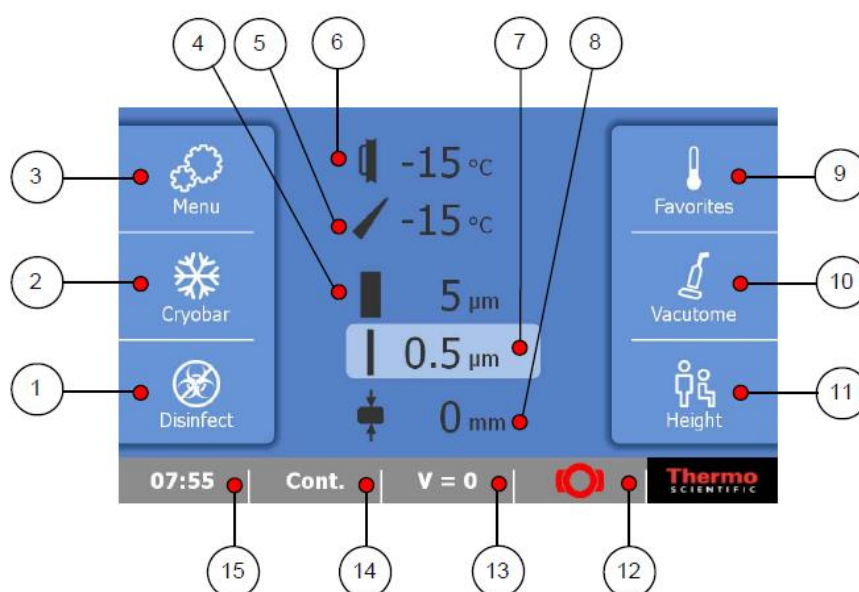 4 5 6 7 8
3 Menu -15 °C Favorites 9
-15 °C
2 Cryobar 5 µm Vacutome 10
0.5 µm
1 Disinfect 0 mm Height 11
07:55 Cont. V = 0 Thermo
SCIENTIFIC
15 14 13 12